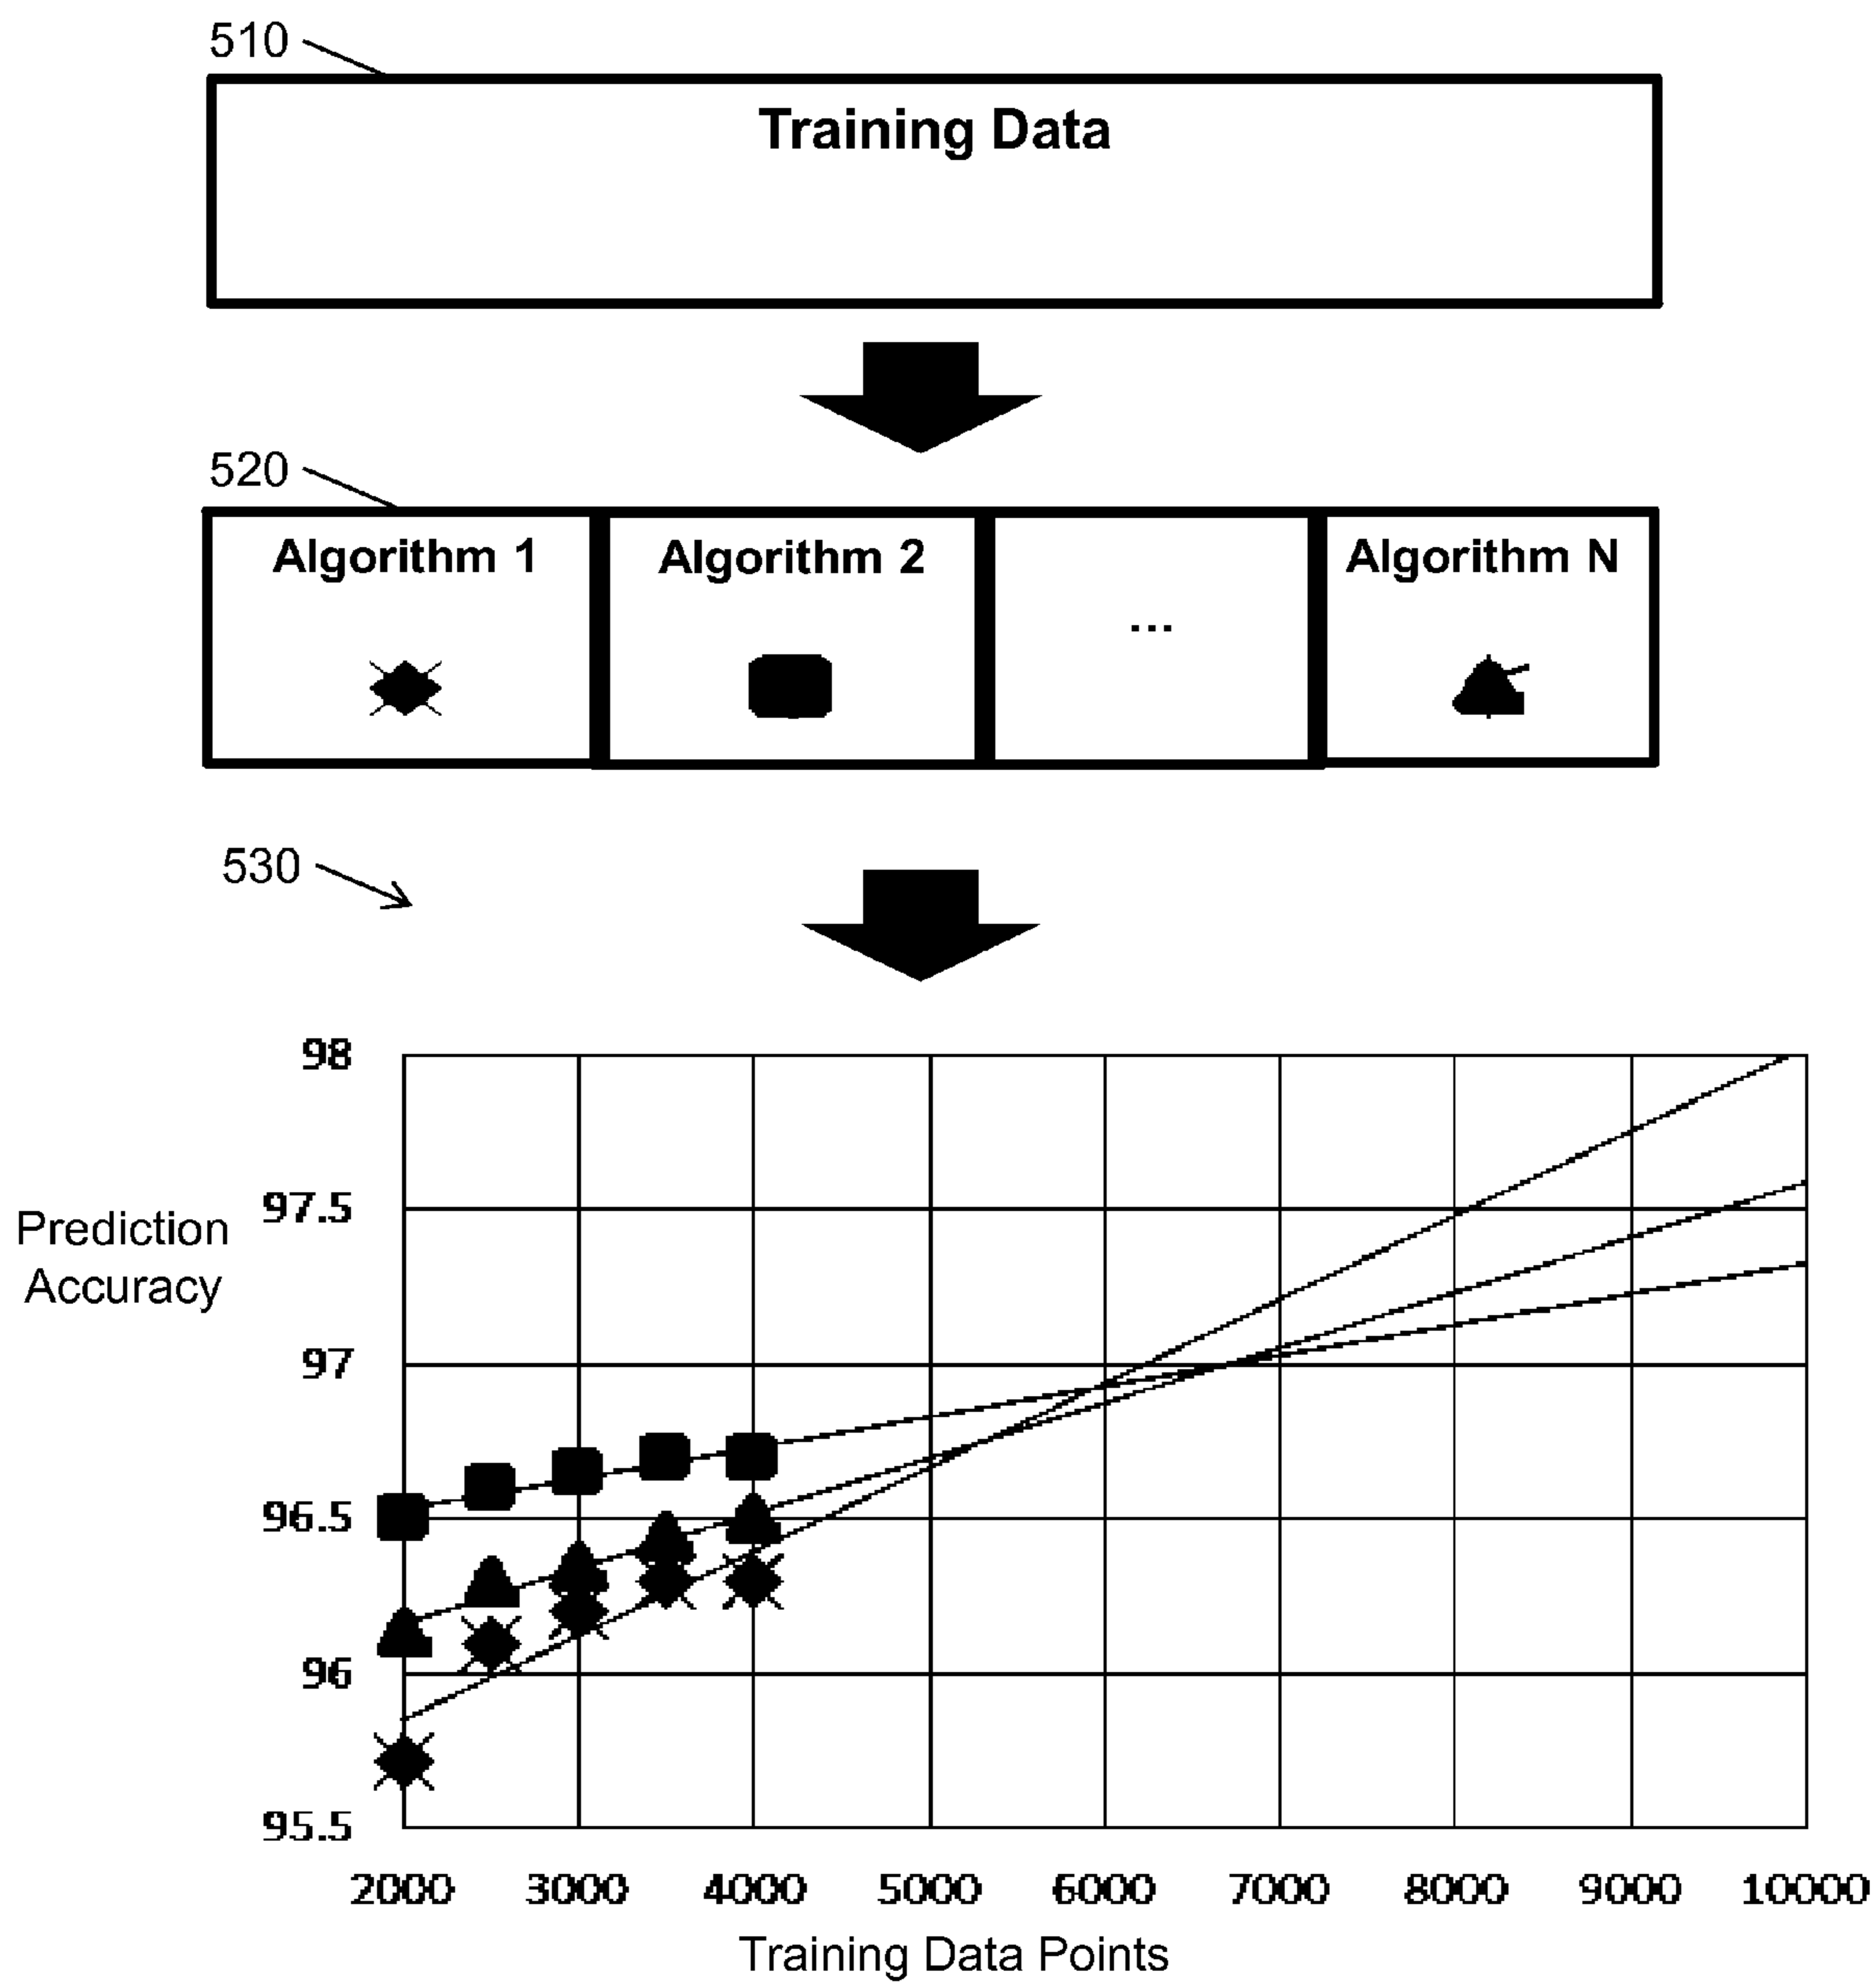 510
Training Data
520
Algorithm 1
Algorithm 2
...
Algorithm N
530
98
97.5
Prediction
Accuracy
97
96.5
96
95.5
2000 3000 4000 5000 6000 7000 8000 9000 10000
Training Data Points